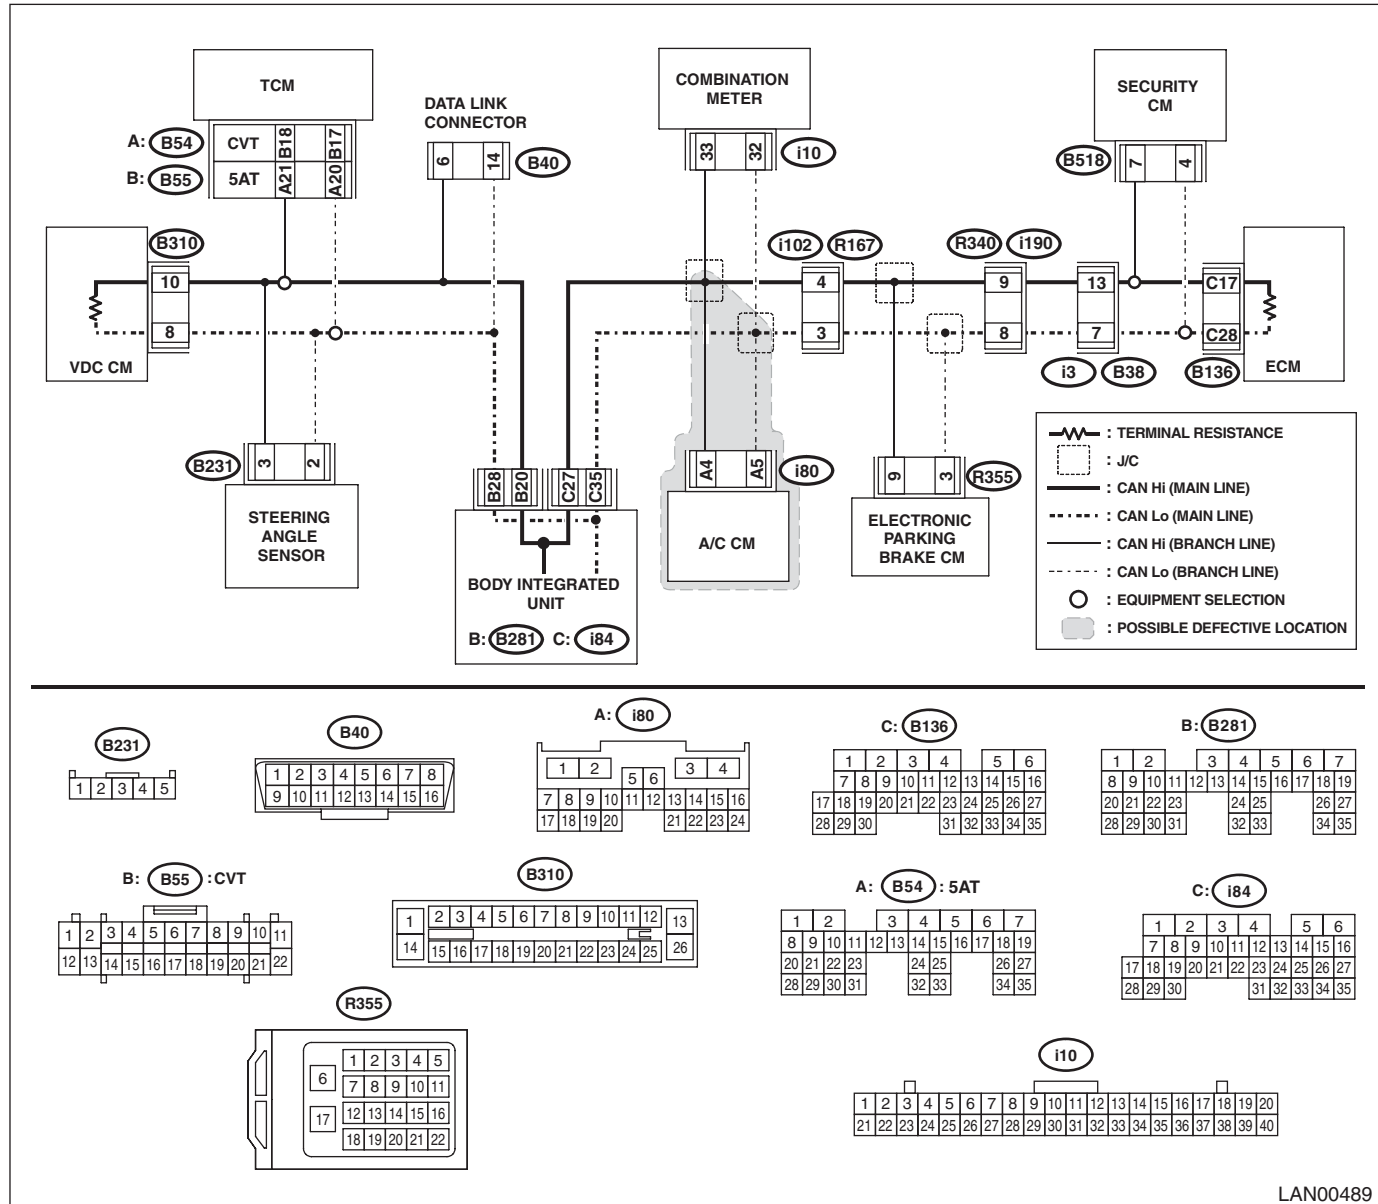 TCM
COMBINATION
METER
SECURITY
CM
DATA LINK
CONNECTOR
A: B54 CVT B18 B17
B: B55 5AT A21 A20
6 14 B40
33 32 i10
B518 7 4
B310
i102 R167
R340 i190
10 4 9 13 C17
8 3 8 7 C28
VDC CM
i3 B38 B136
ECM
B231 3 2
B28 B20 C27 C35
A4 A5 i80
9 3 R355
STEERING
ANGLE
SENSOR
BODY INTEGRATED
UNIT
B: B281 C: i84
A/C CM
ELECTRONIC
PARKING
BRAKE CM
: TERMINAL RESISTANCE
: J/C
: CAN Hi (MAIN LINE)
: CAN Lo (MAIN LINE)
: CAN Hi (BRANCH LINE)
: CAN Lo (BRANCH LINE)
: EQUIPMENT SELECTION
: POSSIBLE DEFECTIVE LOCATION
B231
1 2 3 4 5
B40
1 2 3 4 5 6 7 8
9 10 11 12 13 14 15 16
A: i80
1 2 5 6 3 4
7 8 9 10 11 12 13 14 15 16
17 18 19 20 21 22 23 24
C: B136
1 2 3 4 5 6
7 8 9 10 11 12 13 14 15 16
17 18 19 20 21 22 23 24 25 26 27
28 29 30 31 32 33 34 35
B: B281
1 2 3 4 5 6 7
8 9 10 11 12 13 14 15 16 17 18 19
20 21 22 23 24 25 26 27
28 29 30 31 32 33 34 35
B: B55 : CVT
1 2 3 4 5 6 7 8 9 10 11
12 13 14 15 16 17 18 19 20 21 22
B310
1 2 3 4 5 6 7 8 9 10 11 12 13
14 15 16 17 18 19 20 21 22 23 24 25 26
A: B54 : 5AT
1 2 3 4 5 6 7
8 9 10 11 12 13 14 15 16 17 18 19
20 21 22 23 24 25 26 27
28 29 30 31 32 33 34 35
C: i84
1 2 3 4 5 6
7 8 9 10 11 12 13 14 15 16
17 18 19 20 21 22 23 24 25 26 27
28 29 30 31 32 33 34 35
R355
1 2 3 4 5
6
7 8 9 10 11
12 13 14 15 16
17
18 19 20 21 22
i10
1 2 3 4 5 6 7 8 9 10 11 12 13 14 15 16 17 18 19 20
21 22 23 24 25 26 27 28 29 30 31 32 33 34 35 36 37 38 39 40
LAN00489